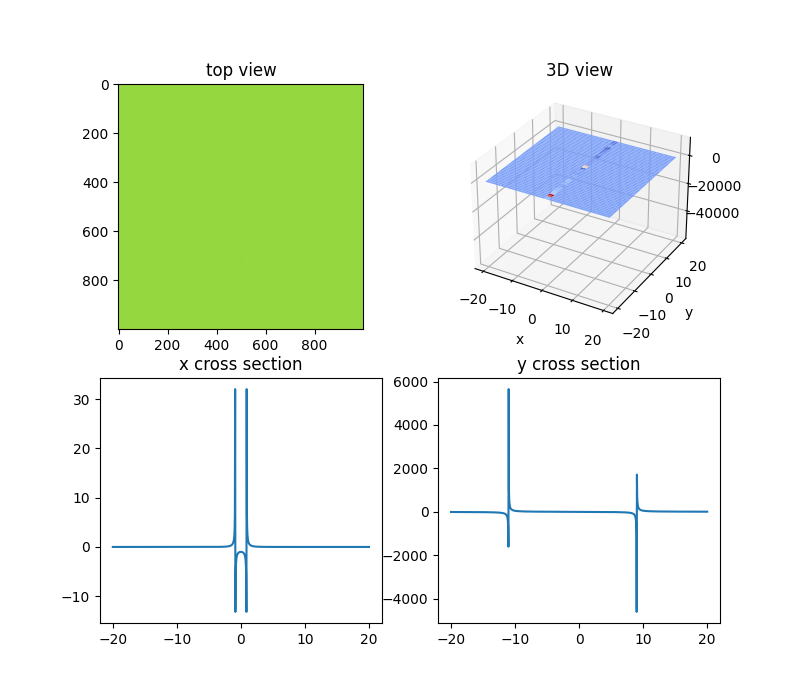 top view
0
200
400
600
800
0 200 400 600 800
3D view
0
−20000
−40000
−20 −10 0 10 20
x
−20 −10 0 10 20
y
x cross section
30
20
10
0
−10
−20 −10 0 10 20
y cross section
6000
4000
2000
0
−2000
−4000
−20 −10 0 10 20